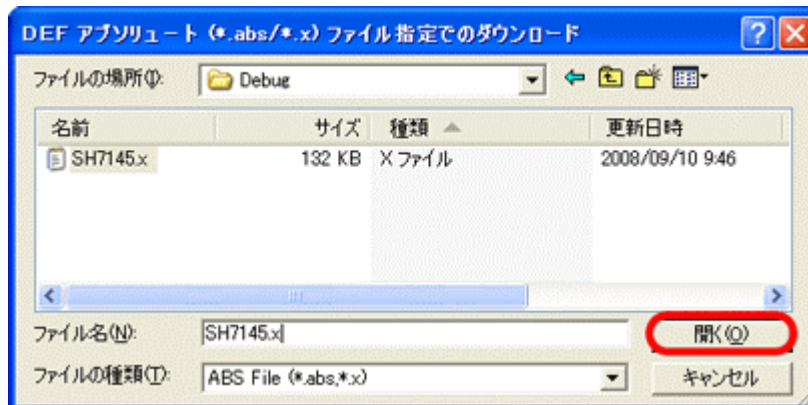 DEF アブソリュート (*.abs/*.x) ファイル指定でのダウンロード
ファイルの場所(I):
Debug
名前 サイズ 種類 更新日時
SH7145.x 132 KB X ファイル 2008/09/10 9:46
ファイル名(N):
SH7145.x
開く(O)
ファイルの種類(T):
ABS File (*.abs,*.x)
キャンセル